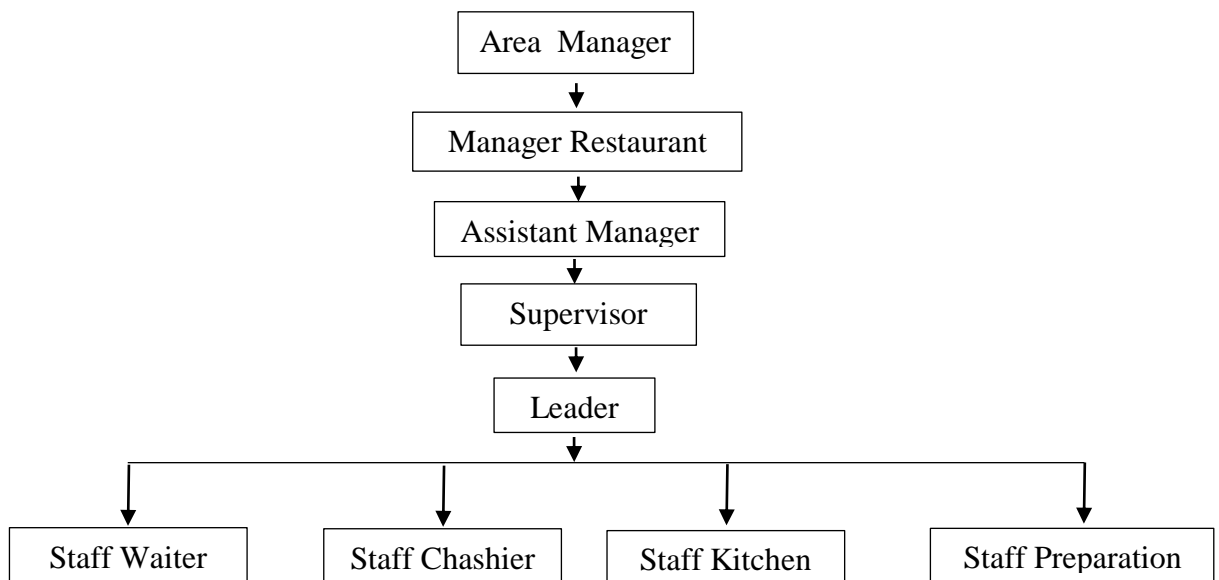 Area Manager
Manager Restaurant
Assistant Manager
Supervisor
Leader
Staff Waiter
Staff Chashier
Staff Kitchen
Staff Preparation